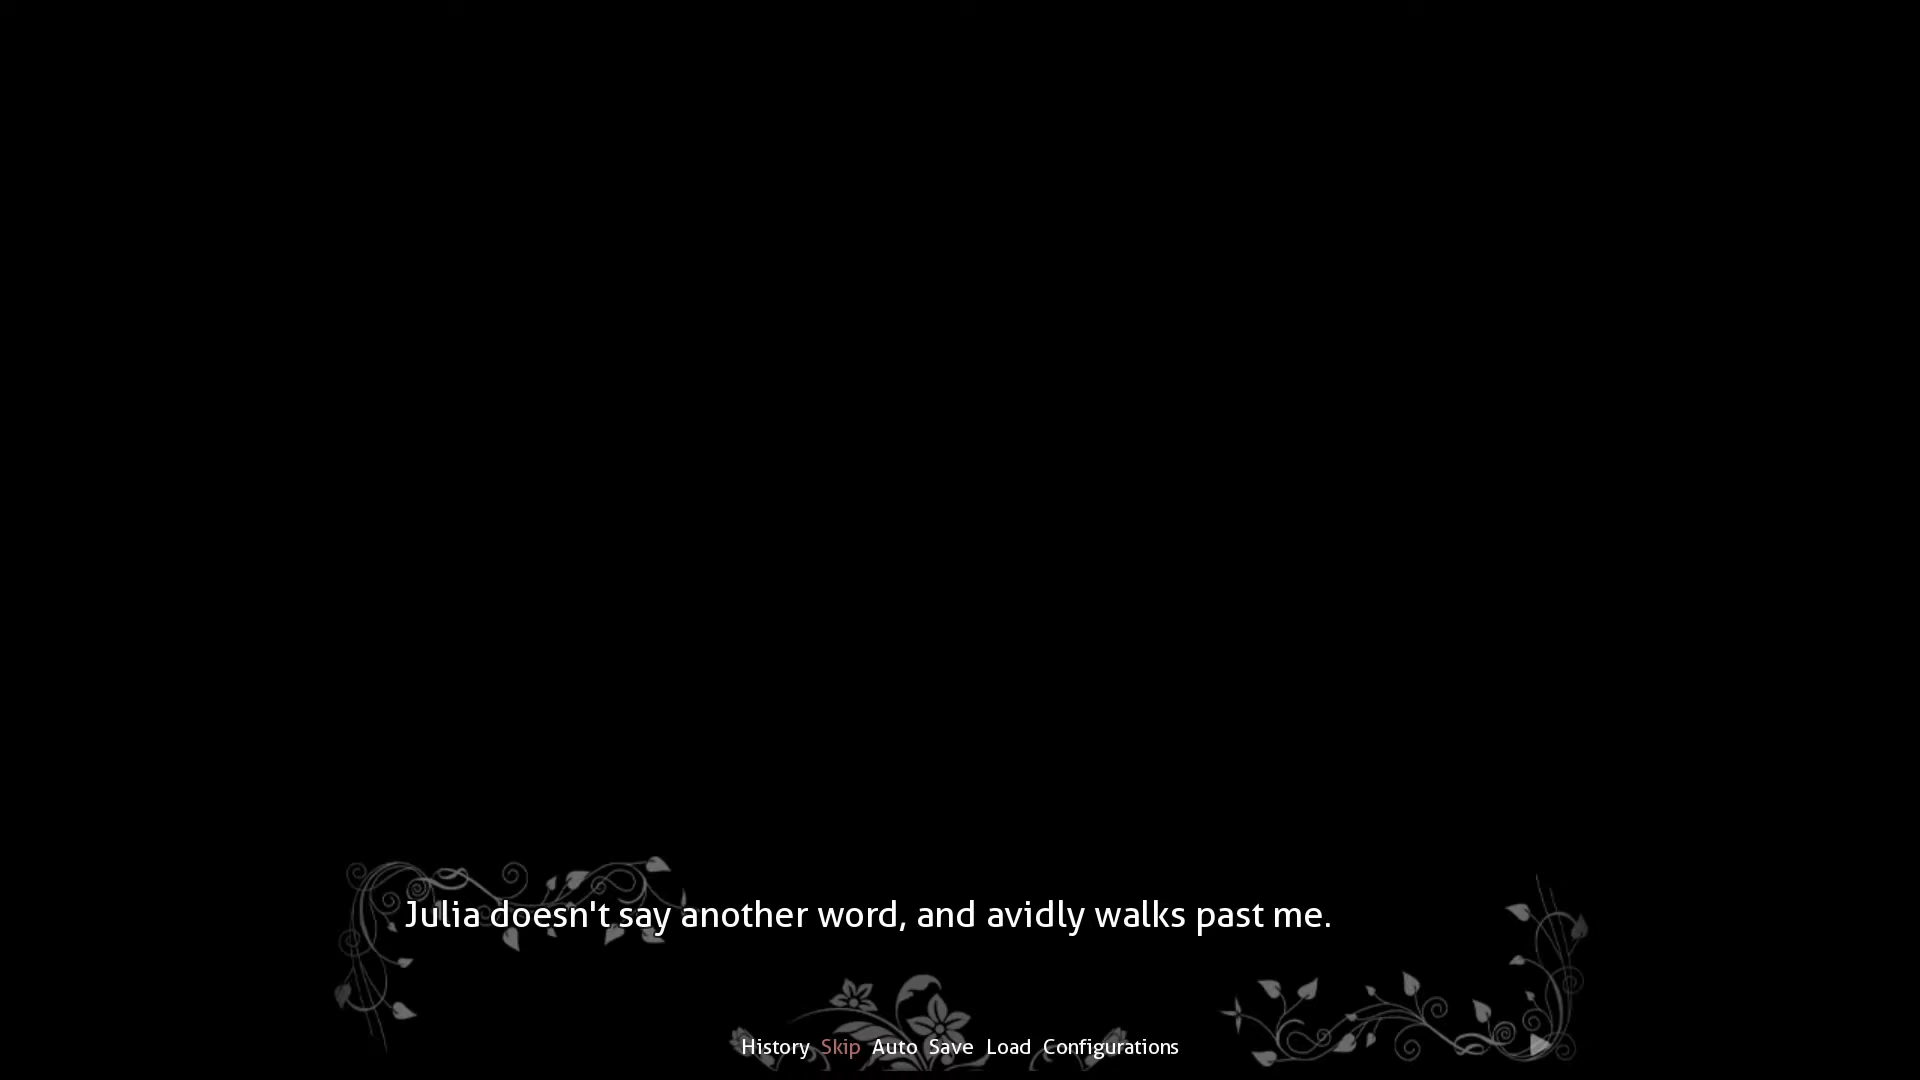 Julia doesn't say another word, and avidly walks past me.
History Skip Auto Save Load Configurations